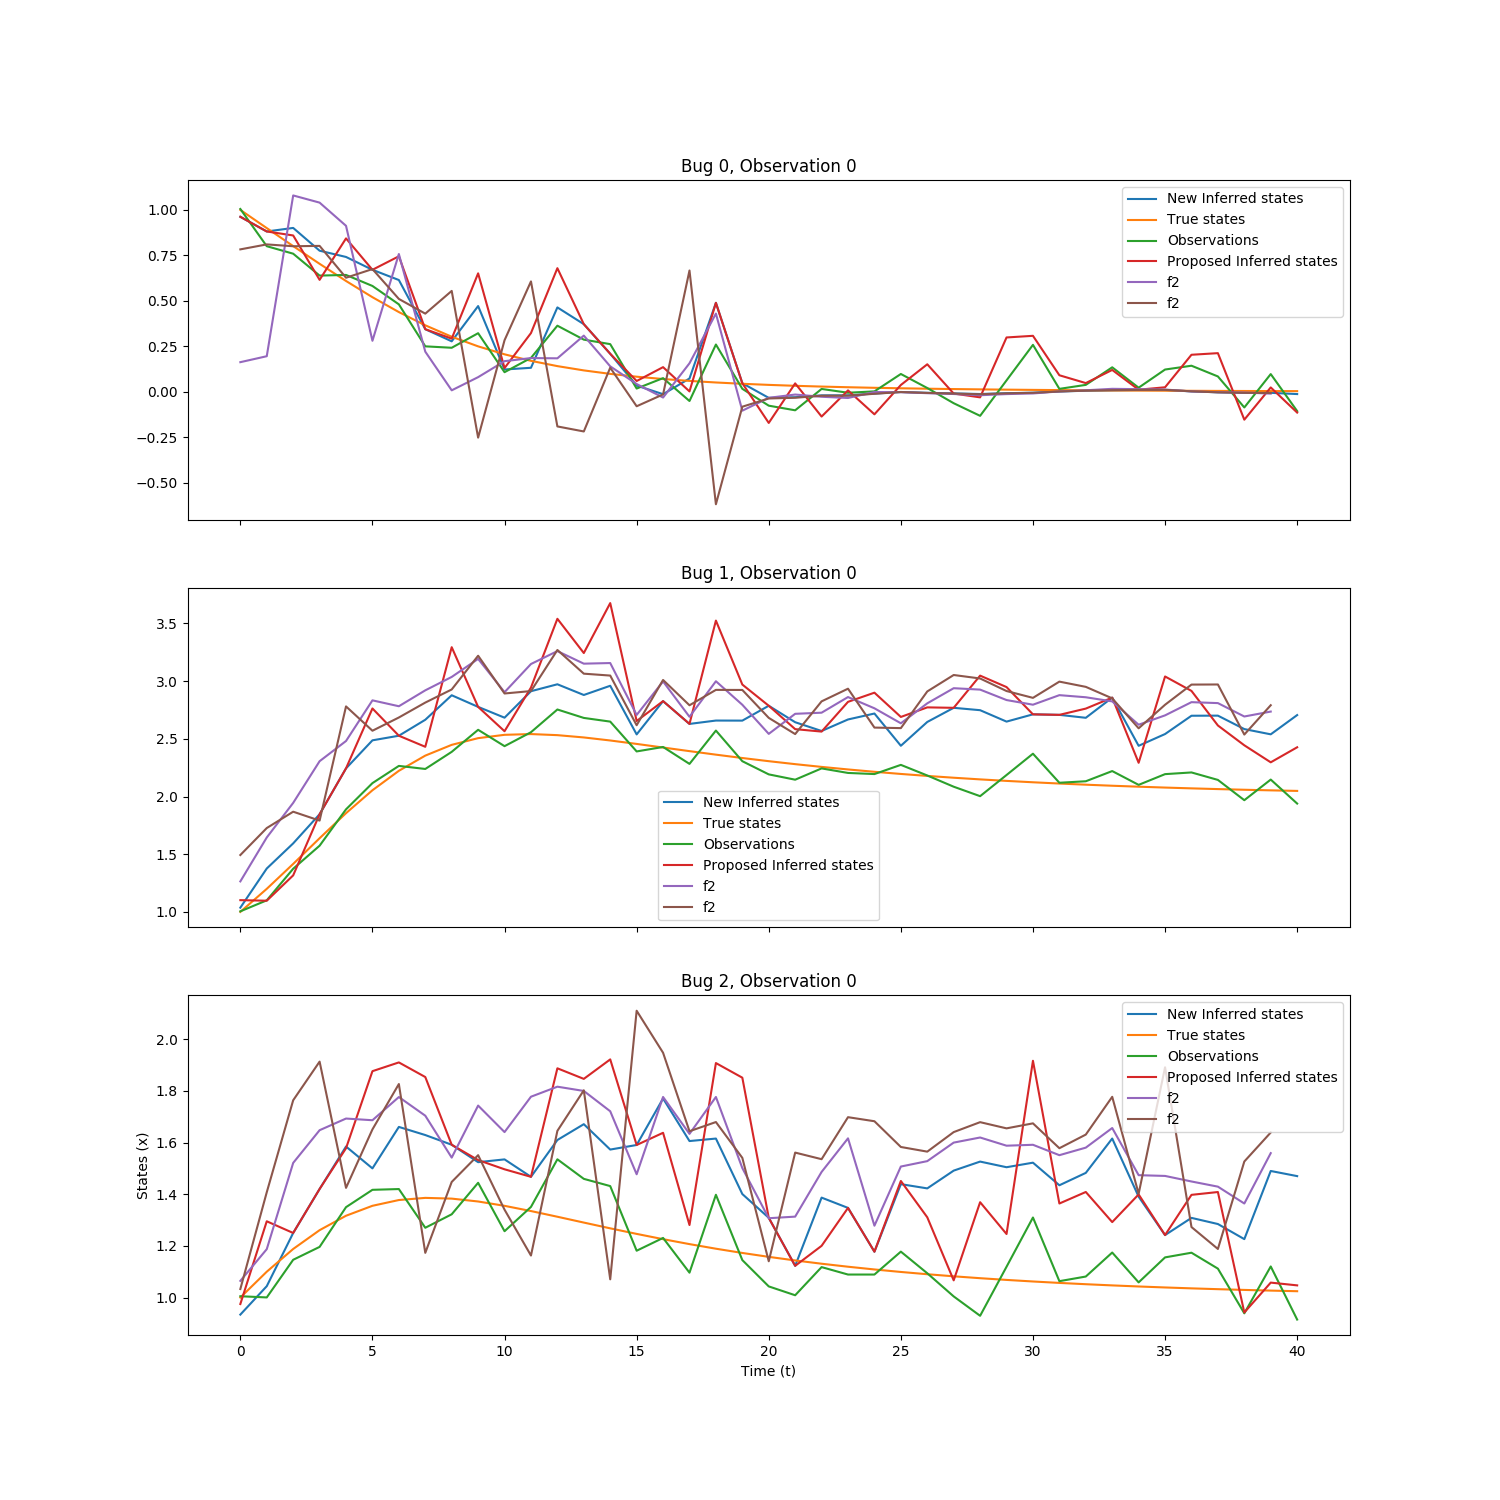 Bug 0, Observation 0
1.00
0.75
0.50
0.25
0.00
−0.25
−0.50
New Inferred states
True states
Observations
Proposed Inferred states
f2
f2
Bug 1, Observation 0
3.5
3.0
2.5
2.0
1.5
1.0
New Inferred states
True states
Observations
Proposed Inferred states
f2
f2
Bug 2, Observation 0
States (x)
2.0
1.8
1.6
1.4
1.2
1.0
New Inferred states
True states
Observations
Proposed Inferred states
f2
f2
0 5 10 15 20 25 30 35 40
Time (t)